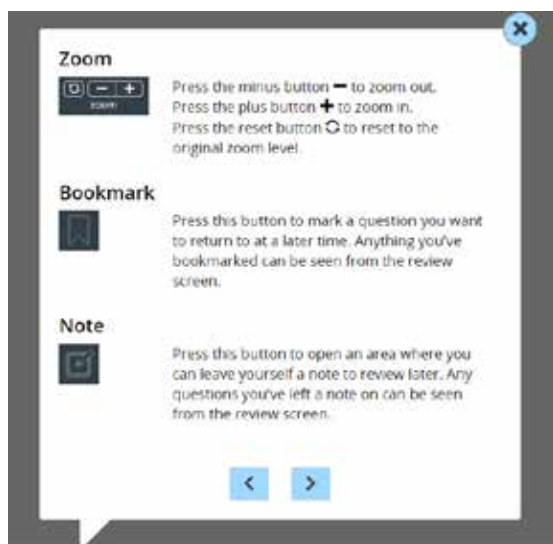 Zoom
zoom
Press the minus button to zoom out.
Press the plus button to zoom in.
Press the reset button to reset to the
original zoom level.
Bookmark
Press this button to mark a question you want
to return to at a later time. Anything you've
bookmarked can be seen from the review
screen.
Note
Press this button to open an area where you
can leave yourself a note to review later. Any
questions you've left a note on can be seen
from the review screen.